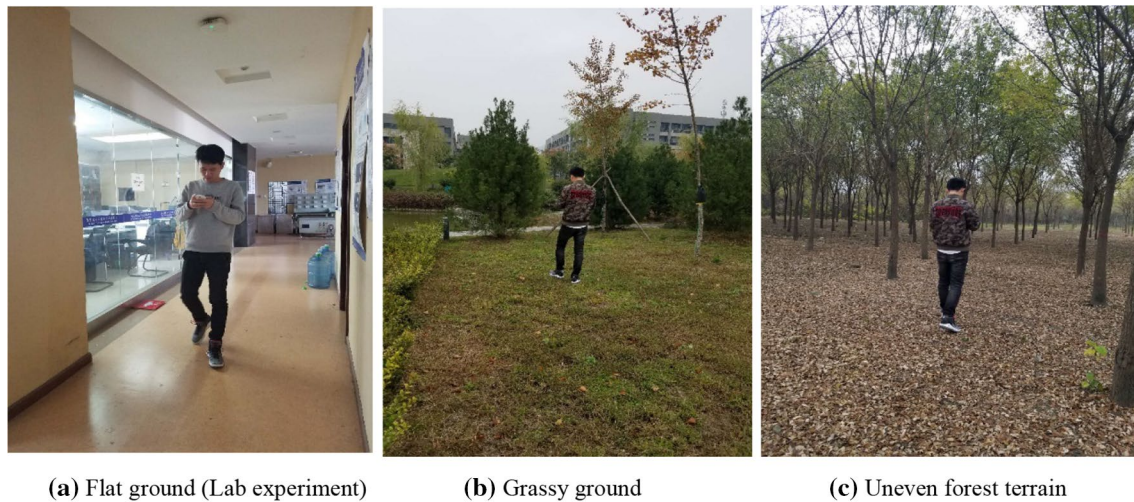 (a) Flat ground (Lab experiment)
(b) Grassy ground
(c) Uneven forest terrain